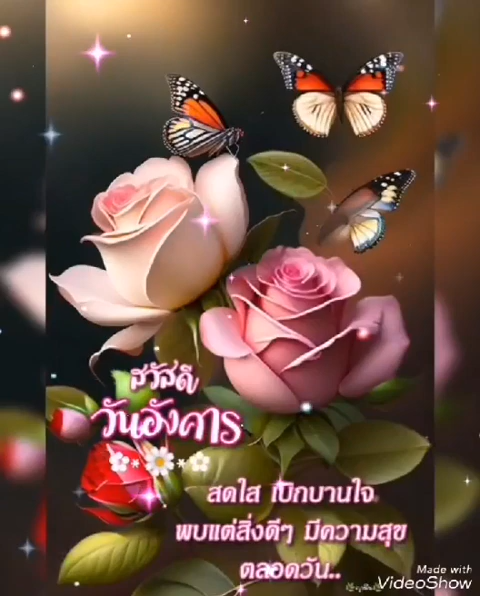 สวัสดี
วันอังคาร
สดใส เบิกบานใจ
พบแต่สิ่งดีๆ มีความสุข
ตลอดวัน..
Made with
VideoShow